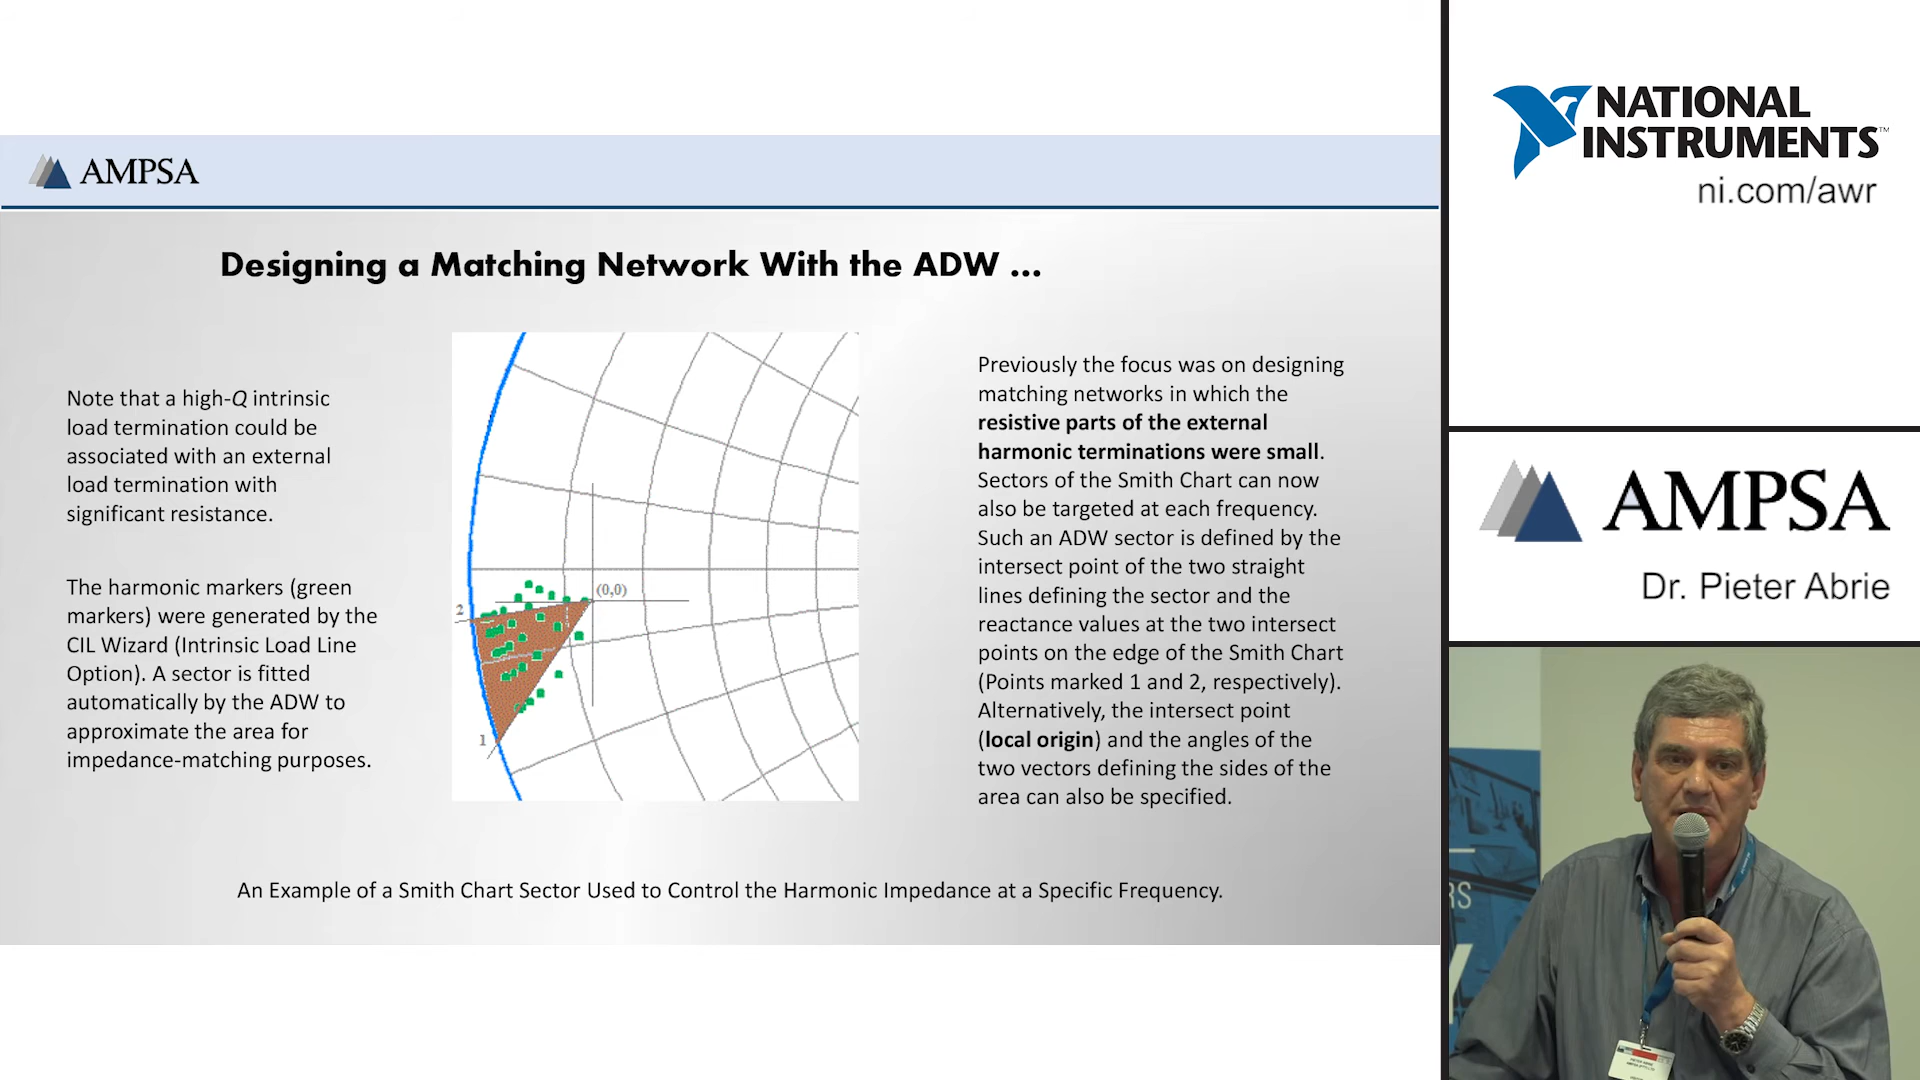 AMPSA
Designing a Matching Network With the ADW ...
Note that a high-Q intrinsic
load termination could be
associated with an external
load termination with
significant resistance.
The harmonic markers (green
markers) were generated by the
CIL Wizard (Intrinsic Load Line
Option). A sector is fitted
automatically by the ADW to
approximate the area for
impedance-matching purposes.
(0,0)
2
1
Previously the focus was on designing
matching networks in which the
resistive parts of the external
harmonic terminations were small.
Sectors of the Smith Chart can now
also be targeted at each frequency.
Such an ADW sector is defined by the
intersect point of the two straight
lines defining the sector and the
reactance values at the two intersect
points on the edge of the Smith Chart
(Points marked 1 and 2, respectively).
Alternatively, the intersect point
(local origin) and the angles of the
two vectors defining the sides of the
area can also be specified.
An Example of a Smith Chart Sector Used to Control the Harmonic Impedance at a Specific Frequency.
NATIONAL
INSTRUMENTS™
ni.com/awr
AMPSA
Dr. Pieter Abrie
RS